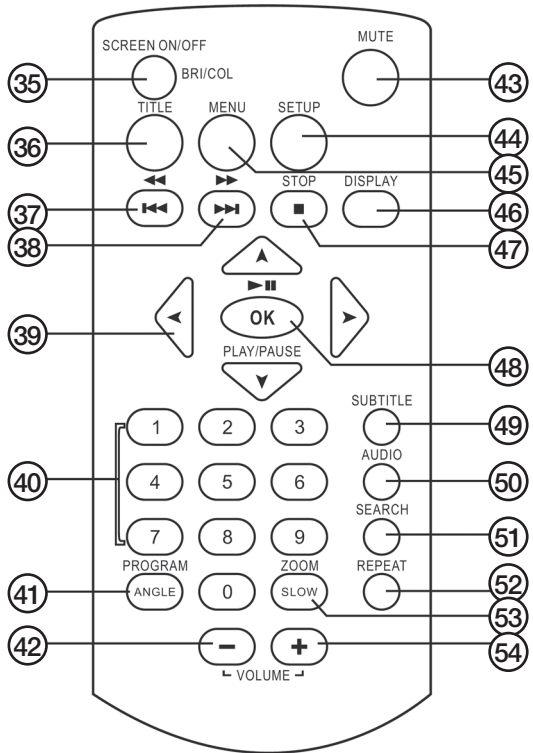 SCREEN ON/OFF
MUTE
35
BRI/COL
43
TITLE MENU SETUP
36
44
45
STOP DISPLAY
37
46
38
47
39
OK
48
PLAY/PAUSE
SUBTITLE
1 2 3
49
AUDIO
40
4 5 6
50
SEARCH
7 8 9
51
PROGRAM ZOOM REPEAT
41
ANGLE 0 SLOW
52
53
42
− +
54
VOLUME